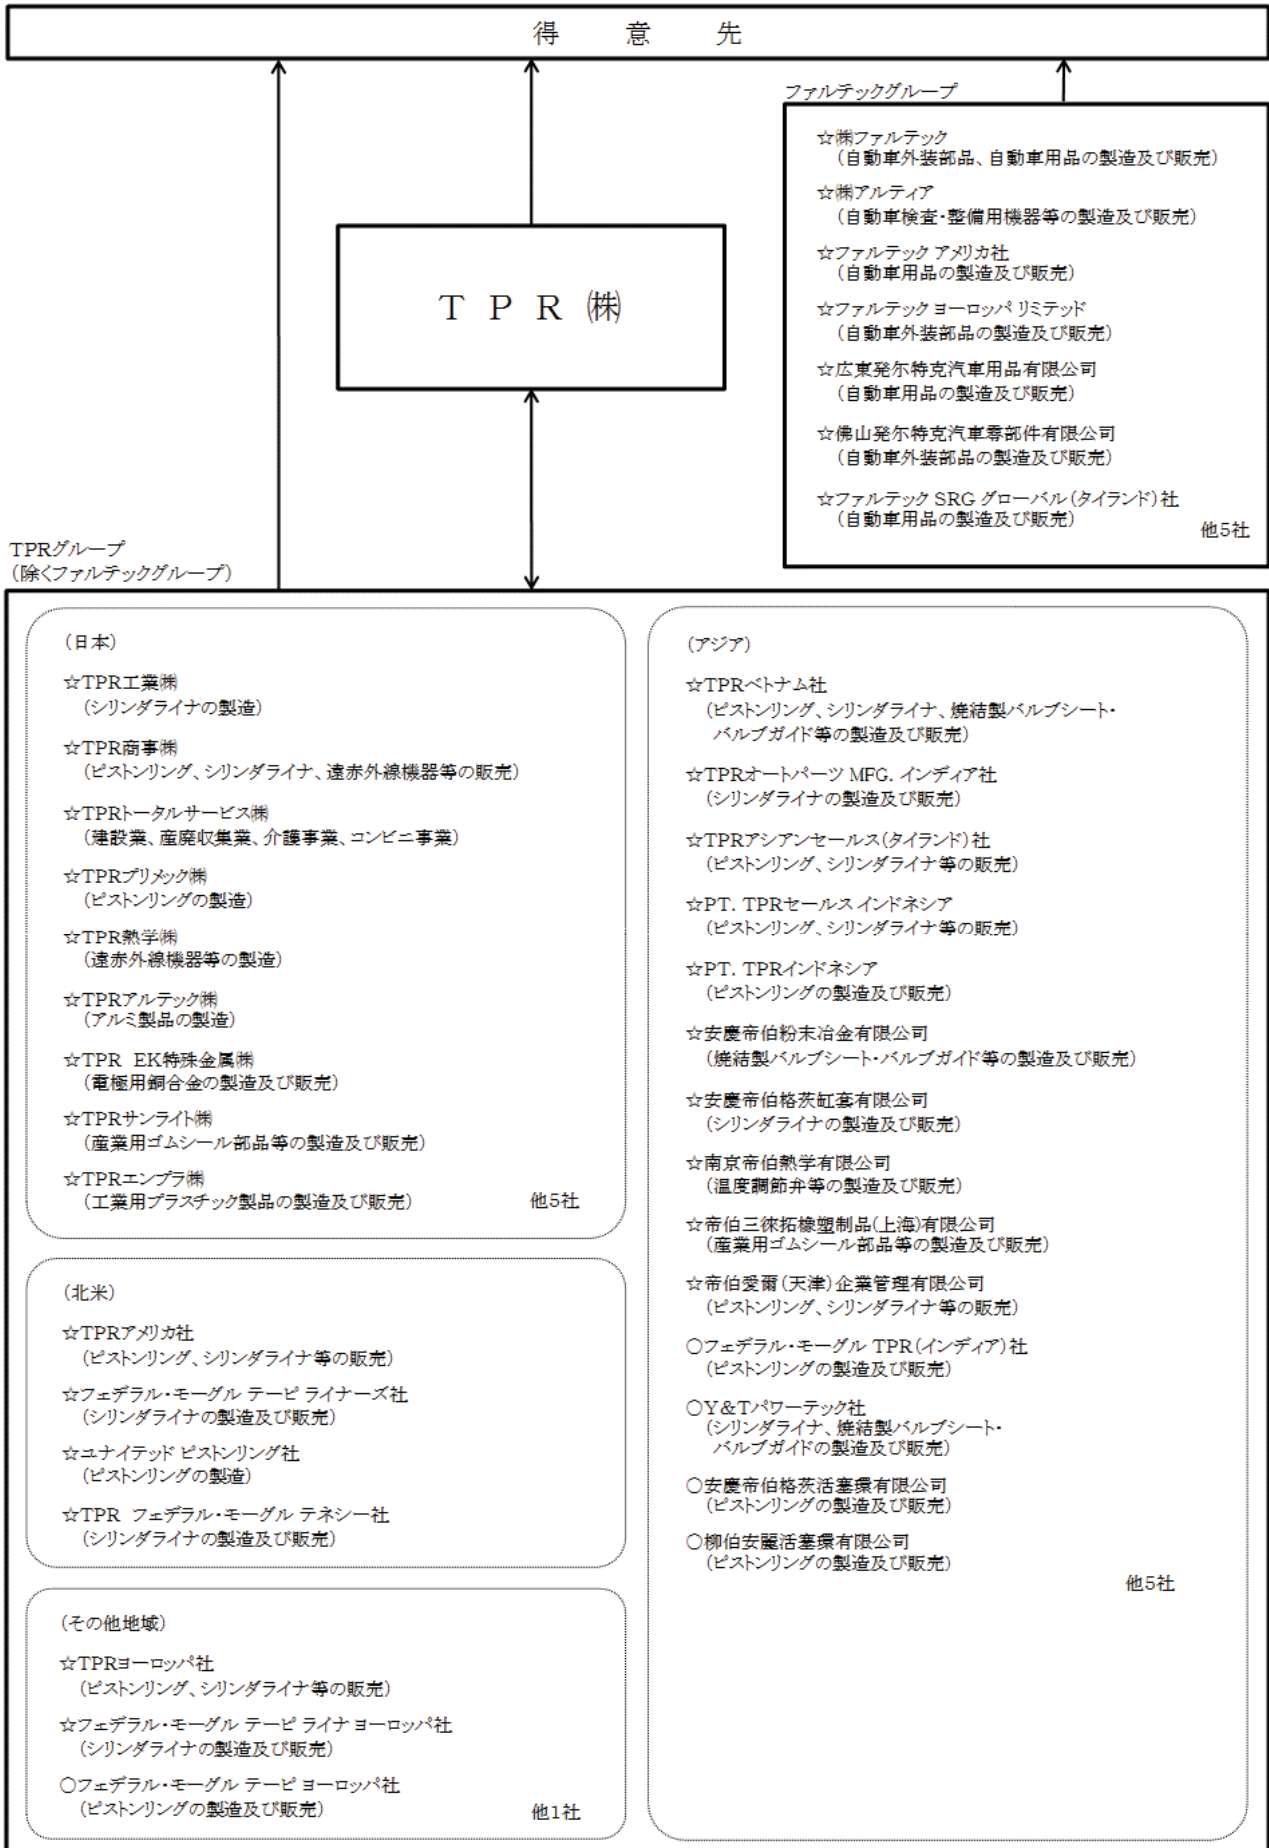 得意先
ファルテックグループ
☆㈱ファルテック
(自動車外装部品、自動車用品の製造及び販売)
☆㈱アルティア
(自動車検査・整備用機器等の製造及び販売)
☆ファルテック アメリカ社
(自動車用品の製造及び販売)
☆ファルテック ヨーロッパ リミテッド
(自動車外装部品の製造及び販売)
☆広東発尓特克汽車用品有限公司
(自動車用品の製造及び販売)
☆佛山発尓特克汽車零部件有限公司
(自動車外装部品の製造及び販売)
☆ファルテック SRG グローバル(タイランド)社
(自動車用品の製造及び販売)
他5社
TPR㈱
TPRグループ
(除くファルテックグループ)
(日本)
☆TPR工業㈱
(シリンダライナの製造)
☆TPR商事㈱
(ピストンリング、シリンダライナ、遠赤外線機器等の販売)
☆TPRトータルサービス㈱
(建設業、産廃収集業、介護事業、コンビニ事業)
☆TPRプリメック㈱
(ピストンリングの製造)
☆TPR熱学㈱
(遠赤外線機器等の製造)
☆TPRアルテック㈱
(アルミ製品の製造)
☆TPR EK特殊金属㈱
(電極用銅合金の製造及び販売)
☆TPRサンライト㈱
(産業用ゴムシール部品等の製造及び販売)
☆TPRエンプラ㈱
(工業用プラスチック製品の製造及び販売)
他5社
(北米)
☆TPRアメリカ社
(ピストンリング、シリンダライナ等の販売)
☆フェデラル・モーグル テーピ ライナーズ社
(シリンダライナの製造及び販売)
☆ユナイテッド ピストンリング社
(ピストンリングの製造)
☆TPR フェデラル・モーグル テネシー社
(シリンダライナの製造及び販売)
(その他地域)
☆TPRヨーロッパ社
(ピストンリング、シリンダライナ等の販売)
☆フェデラル・モーグル テーピ ライナ ヨーロッパ社
(シリンダライナの製造及び販売)
○フェデラル・モーグル テーピ ヨーロッパ社
(ピストンリングの製造及び販売)
他1社
(アジア)
☆TPRベトナム社
(ピストンリング、シリンダライナ、焼結製バルブシート・
バルブガイド等の製造及び販売)
☆TPRオートパーツ MFG. インディア社
(シリンダライナの製造及び販売)
☆TPRアシアンセールス(タイランド)社
(ピストンリング、シリンダライナ等の販売)
☆PT. TPRセールス インドネシア
(ピストンリング、シリンダライナ等の販売)
☆PT. TPRインドネシア
(ピストンリングの製造及び販売)
☆安慶帝伯粉末冶金有限公司
(焼結製バルブシート・バルブガイド等の製造及び販売)
☆安慶帝伯格茨缸套有限公司
(シリンダライナの製造及び販売)
☆南京帝伯熱学有限公司
(温度調節弁等の製造及び販売)
☆帝伯三徠拓橡塑制品(上海)有限公司
(産業用ゴムシール部品等の製造及び販売)
☆帝伯愛爾(天津)企業管理有限公司
(ピストンリング、シリンダライナ等の販売)
○フェデラル・モーグル TPR(インディア)社
(ピストンリングの製造及び販売)
○Y&Tパワーテック社
(シリンダライナ、焼結製バルブシート・
バルブガイドの製造及び販売)
○安慶帝伯格茨活塞環有限公司
(ピストンリングの製造及び販売)
○柳伯安麗活塞環有限公司
(ピストンリングの製造及び販売)
他5社